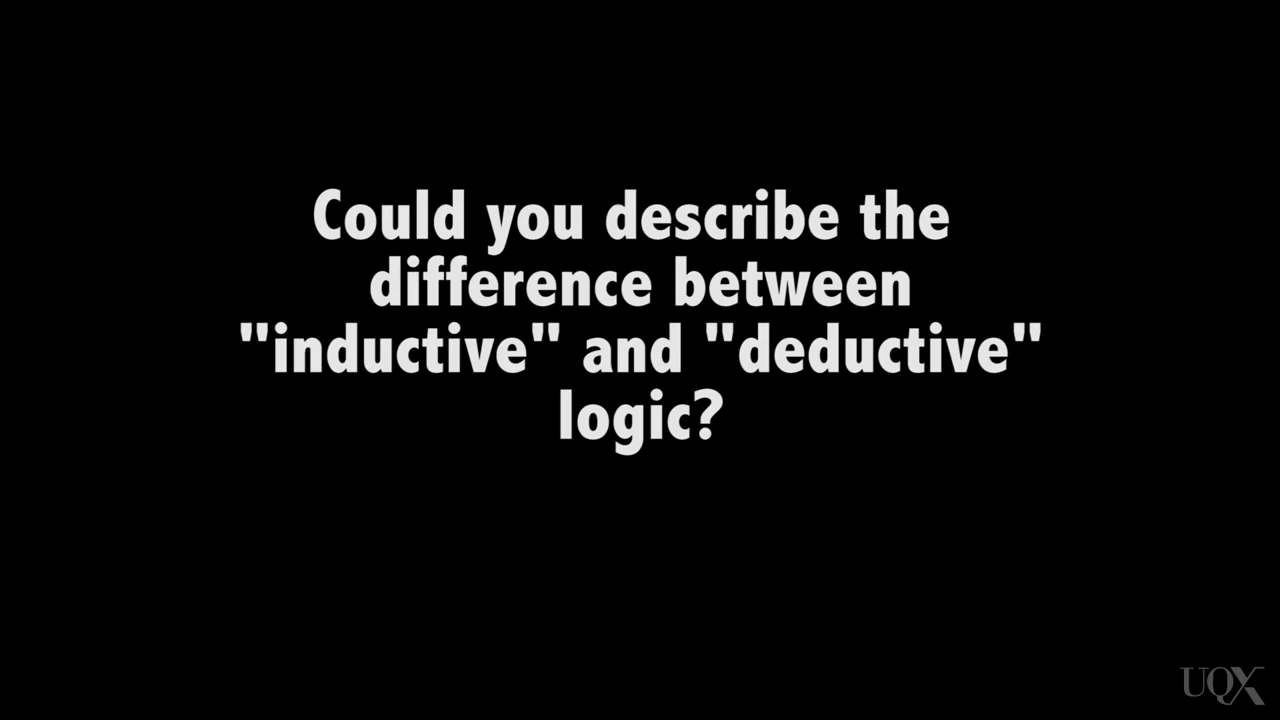 Could you describe the
difference between
"inductive" and "deductive"
logic?
UQX